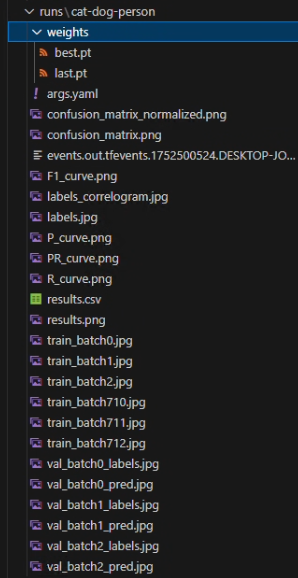 runs\cat-dog-person
weights
best.pt
last.pt
args.yaml
confusion_matrix_normalized.png
confusion_matrix.png
events.out.tfevents.1752500524.DESKTOP-JO...
F1_curve.png
labels_correlogram.jpg
labels.jpg
P_curve.png
PR_curve.png
R_curve.png
results.csv
results.png
train_batch0.jpg
train_batch1.jpg
train_batch2.jpg
train_batch710.jpg
train_batch711.jpg
train_batch712.jpg
val_batch0_labels.jpg
val_batch0_pred.jpg
val_batch1_labels.jpg
val_batch1_pred.jpg
val_batch2_labels.jpg
val_batch2_pred.jpg